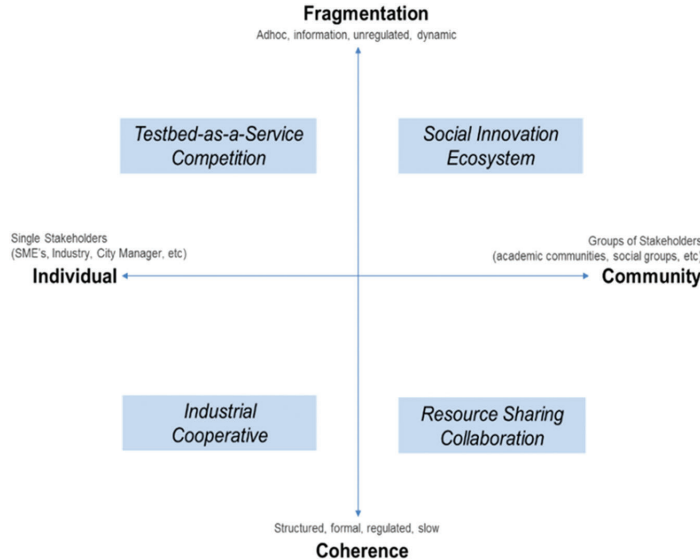 Fragmentation
Adhoc, information, unregulated, dynamic
Testbed-as-a-Service
Competition
Social Innovation
Ecosystem
Single Stakeholders
(SME's, Industry, City Manager, etc)
Individual
Groups of Stakeholders
(academic communities, social groups, etc)
Community
Industrial
Cooperative
Resource Sharing
Collaboration
Structured, formal, regulated, slow
Coherence